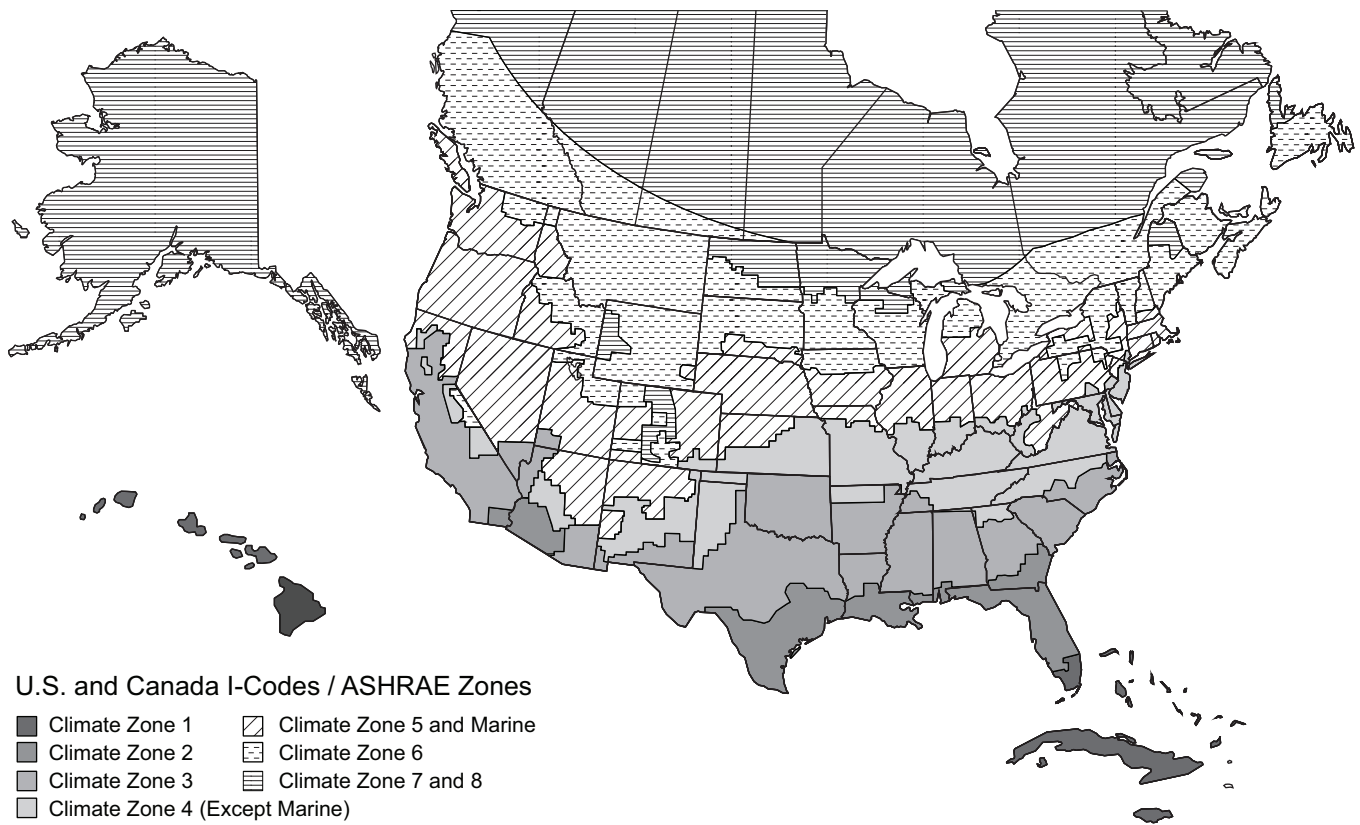 U.S. and Canada I-Codes / ASHRAE Zones
Climate Zone 1
Climate Zone 2
Climate Zone 3
Climate Zone 4 (Except Marine)
Climate Zone 5 and Marine
Climate Zone 6
Climate Zone 7 and 8